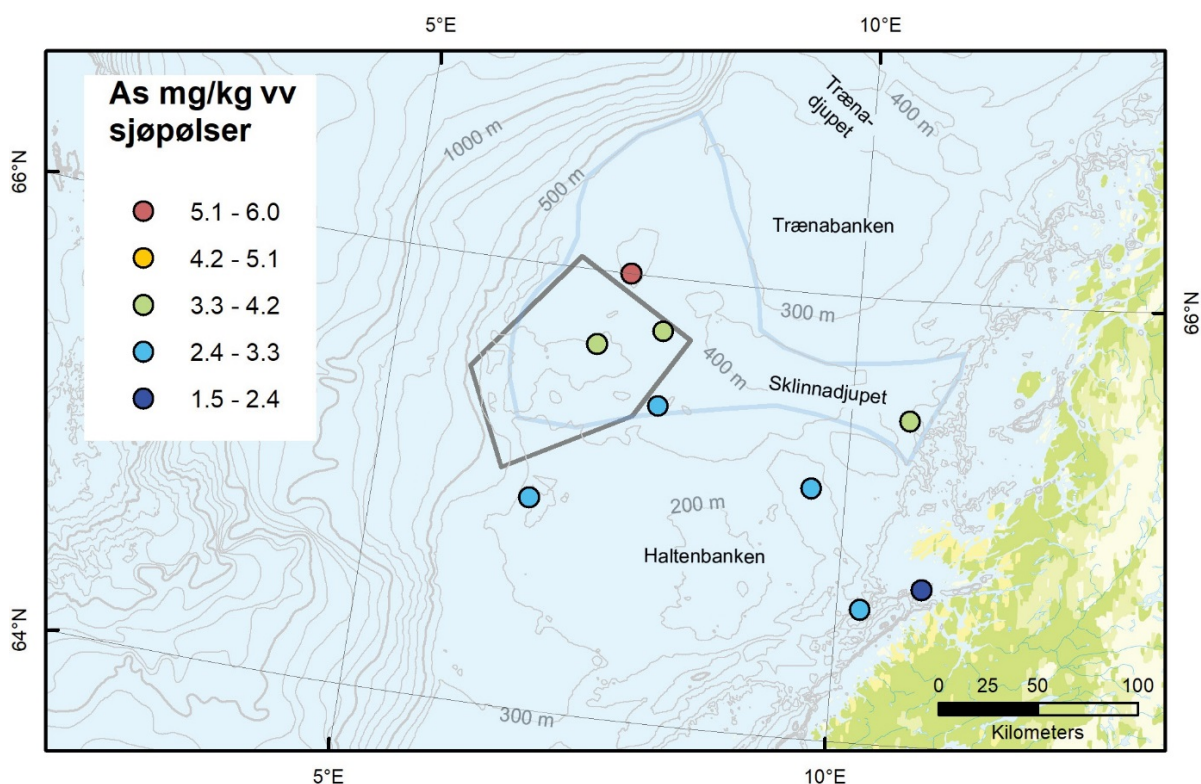 5°E
10°E
As mg/kg vv
sjøpølser
5.1 - 6.0
4.2 - 5.1
3.3 - 4.2
2.4 - 3.3
1.5 - 2.4
66°N
64°N
66°N
1000 m
500 m
Træna-
djupet
400 m
Trænabanken
300 m
400 m
Sklinnadjupet
200 m
Haltenbanken
300 m
0 25 50 100
Kilometers
5°E
10°E